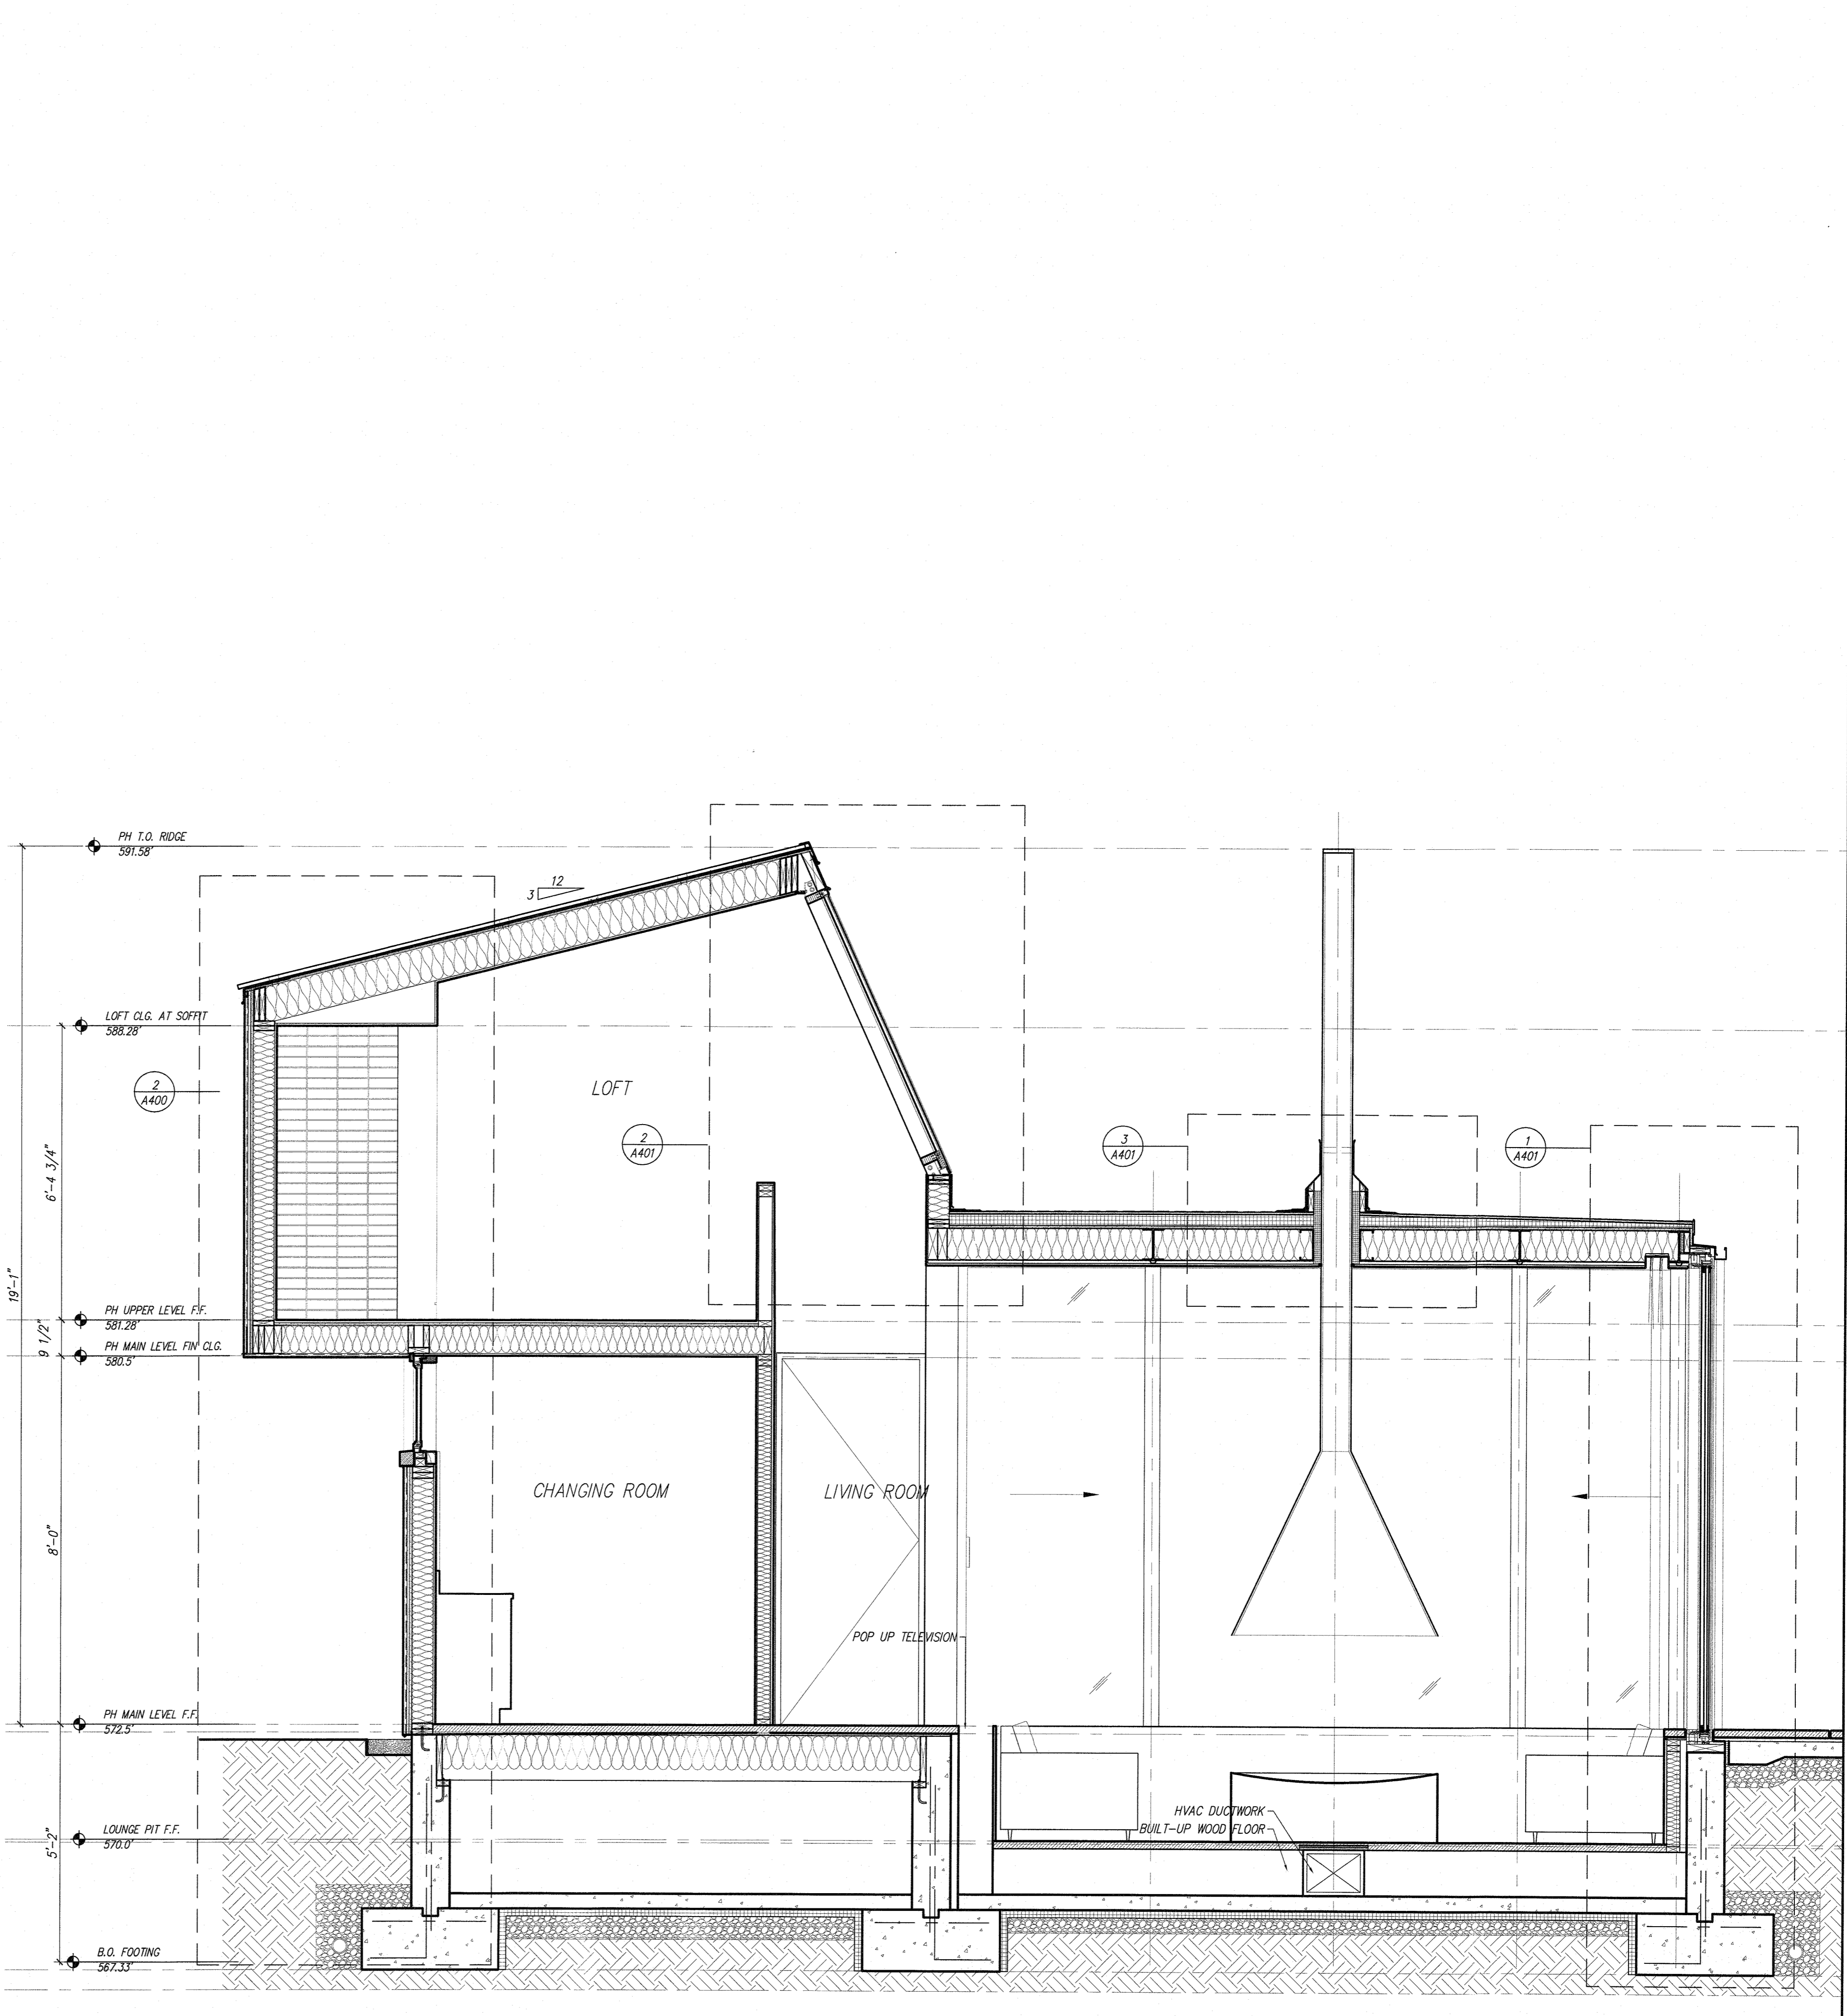 PH T.O. RIDGE
591.58'
12
3
LOFT CLG. AT SOFFIT
588.28'
2
A400
LOFT
2
A401
3
A401
1
A401
6'-4 3/4"
19'-1"
PH UPPER LEVEL F.F.
581.28'
9 1/2"
PH MAIN LEVEL FIN CLG.
580.5'
CHANGING ROOM
LIVING ROOM
8'-0"
POP UP TELEVISION
PH MAIN LEVEL F.F.
572.5'
HVAC DUCTWORK
BUILT-UP WOOD FLOOR
LOUNGE PIT F.F.
570.0'
5'-2"
B.O. FOOTING
567.33'